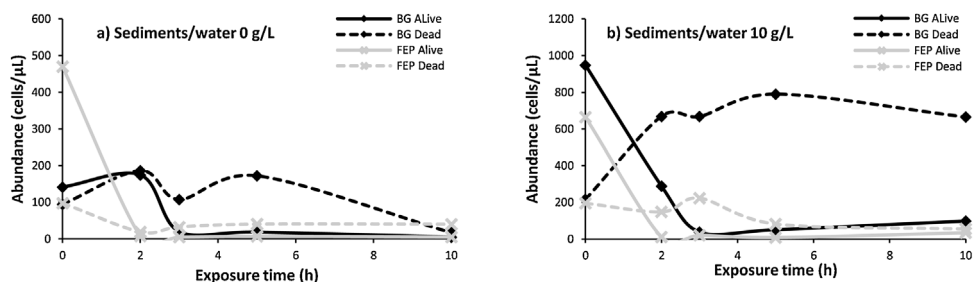 a) Sediments/water 0 g/L
BG ALive
BG Dead
FEP Alive
FEP Dead
Abundance (cells/µL)
600
500
400
300
200
100
0
0 2 4 6 8 10
Exposure time (h)
b) Sediments/water 10 g/L
BG ALive
BG Dead
FEP Alive
FEP Dead
Abundance (cells/µL)
1200
1000
800
600
400
200
0
0 2 4 6 8 10
Exposure time (h)